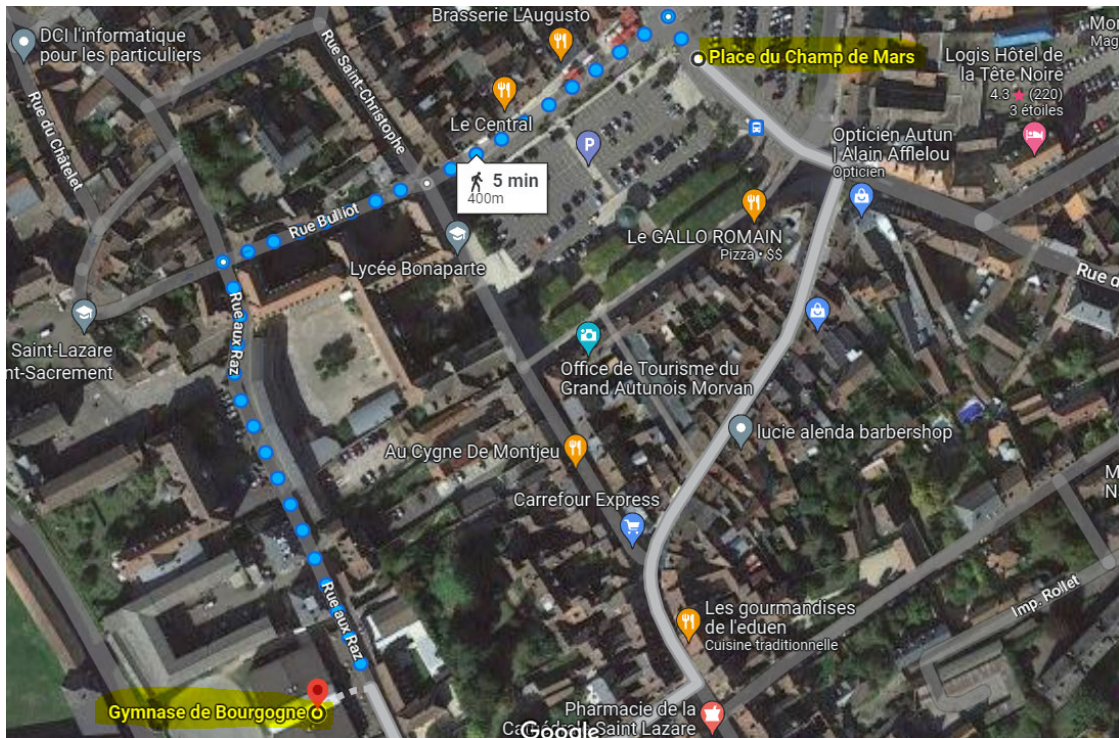 Brasserie L'Augusto
DCI l'informatique
pour les particuliers
Place du Champ de Mars
Logis Hôtel de
la Tête Noire
4.3 ★ (220)
3 étoiles
Rue Saint-Christophe
Rue du Châtelet
Le Central
P
Opticien Autun
| Alain Afflelou
Opticien
5 min
400m
Rue Bulliot
Lycée Bonaparte
Le GALLO ROMAIN
Pizza · $$
Rue aux Raz
Saint-Lazare
Office de Tourisme du
Grand Autunois Morvan
lucie alenda barbershop
Au Cygne De Montjeu
Carrefour Express
Rue aux Raz
Imp. Rollet
Les gourmandises
de l'eduen
Cuisine traditionnelle
Gymnase de Bourgogne
Pharmacie de la
Cathédrale Saint Lazare
Google